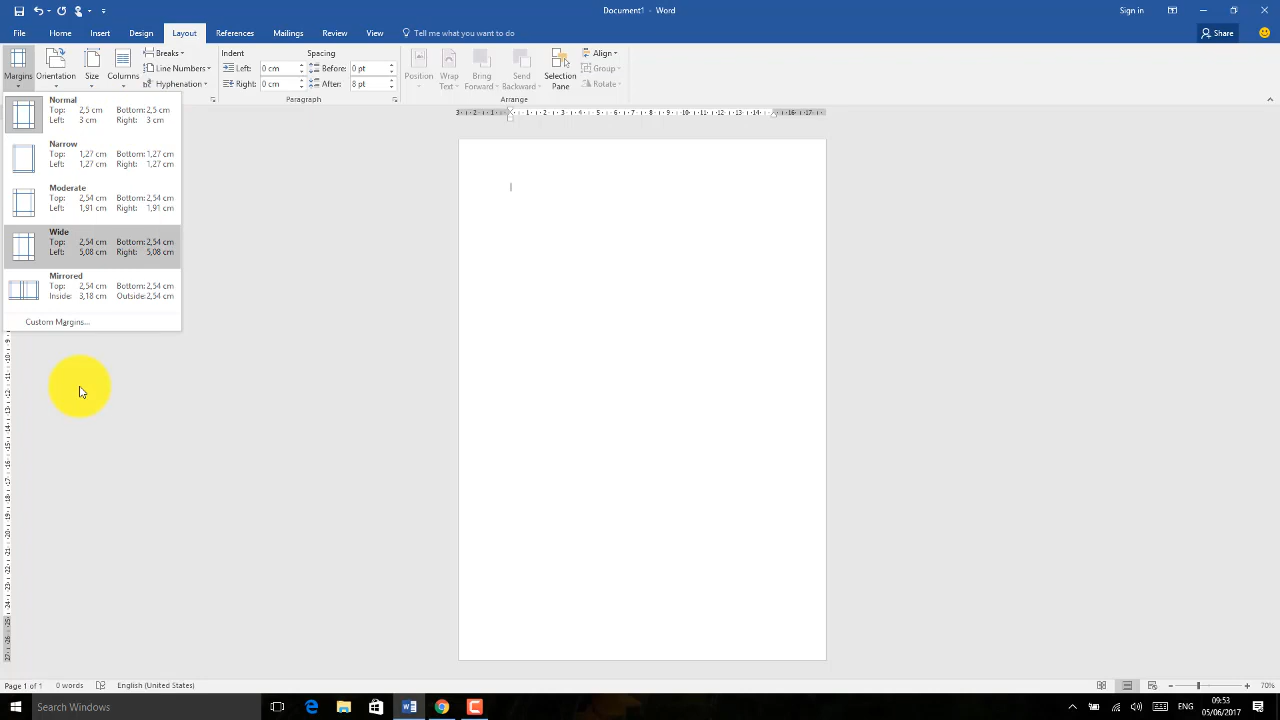 Document1 - Word
Sign in
File Home Insert Design Layout References Mailings Review View Tell me what you want to do
Share
Margins Orientation Size Columns
Breaks
Line Numbers
Hyphenation
Indent Spacing
Left: 0 cm Before: 0 pt
Right: 0 cm After: 8 pt
Paragraph
Position Wrap Text Bring Forward Send Backward Selection Pane
Align
Group
Rotate
Arrange
Normal
Top: 2,5 cm Bottom: 2,5 cm
Left: 3 cm Right: 3 cm
Narrow
Top: 1,27 cm Bottom: 1,27 cm
Left: 1,27 cm Right: 1,27 cm
Moderate
Top: 2,54 cm Bottom: 2,54 cm
Left: 1,91 cm Right: 1,91 cm
Wide
Top: 2,54 cm Bottom: 2,54 cm
Left: 5,08 cm Right: 5,08 cm
Mirrored
Top: 2,54 cm Bottom: 2,54 cm
Inside: 3,18 cm Outside: 2,54 cm
Custom Margins...
Page 1 of 1 0 words English (United States)
70%
Search Windows
ENG
09:53
05/06/2017